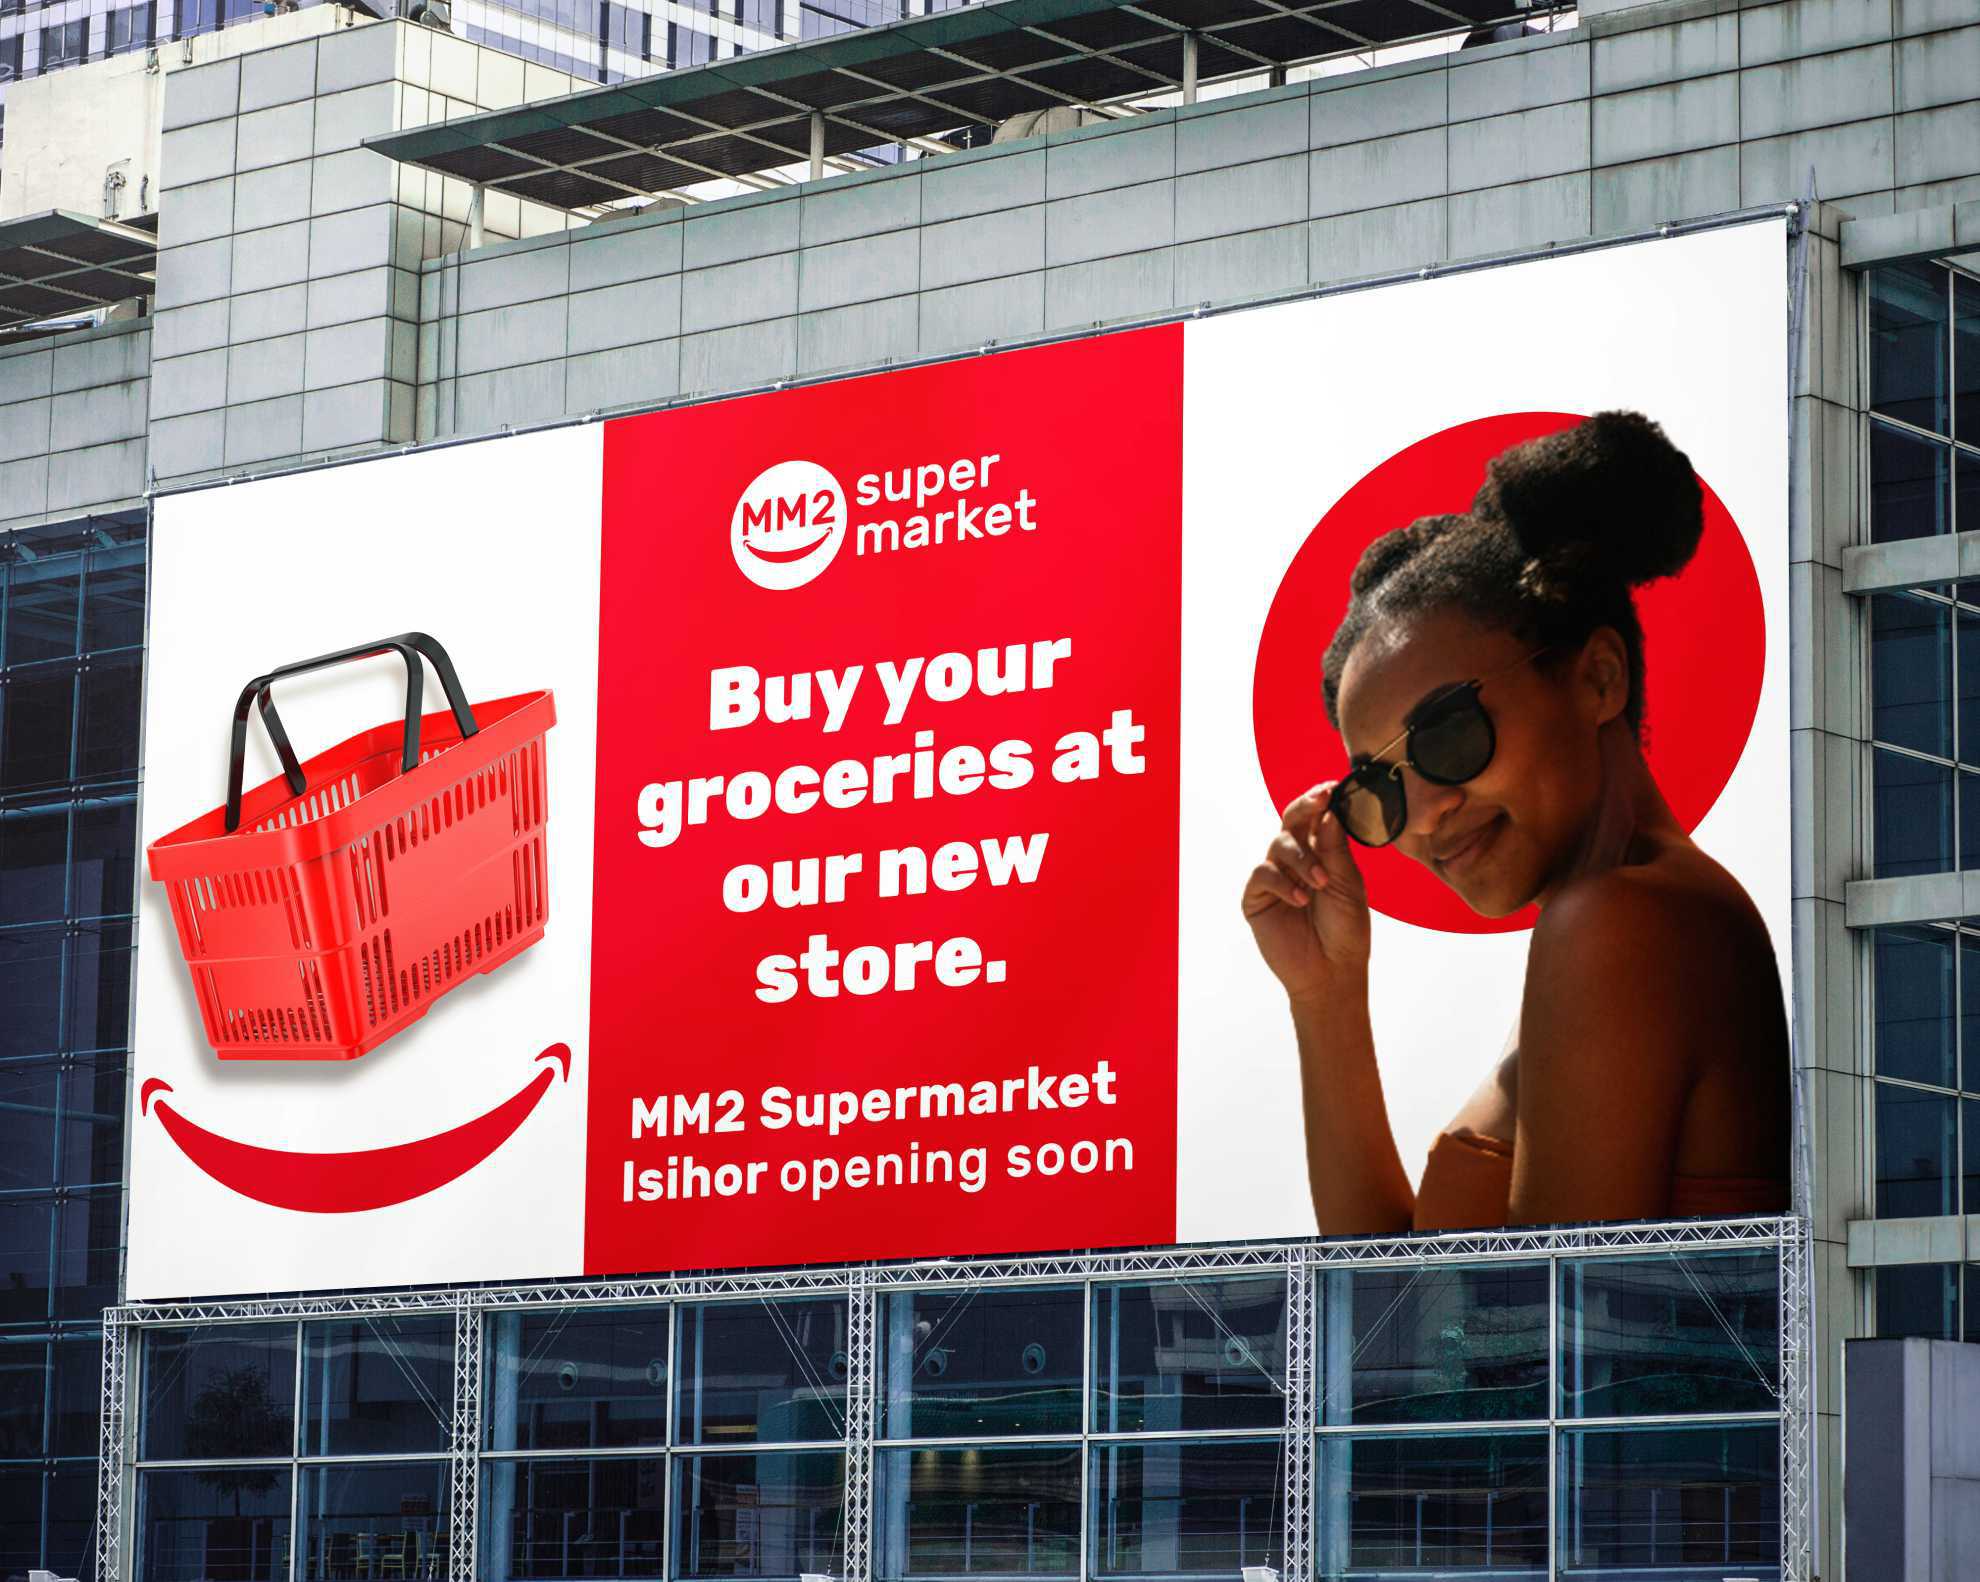 MM2
super
market
Buy your
groceries at
our new
store.
MM2 Supermarket
Isihor opening soon